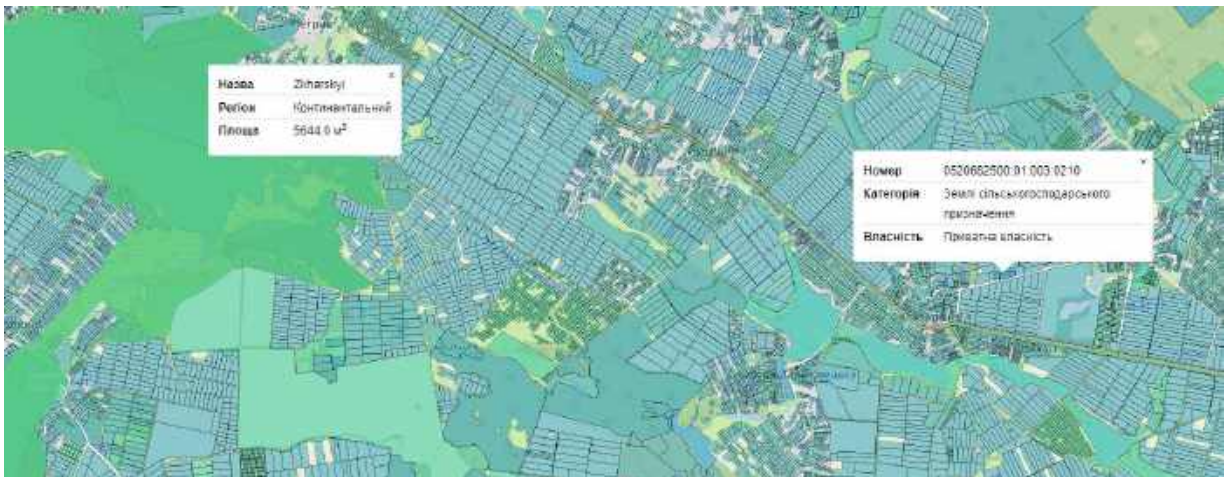 Назва Zgharskyi
Регіон Континентальний
Площа 5644.0 м²
Номер 0520682500:01:003:0210
Категорія Землі сільськогосподарського
призначення
Власність Приватна власність